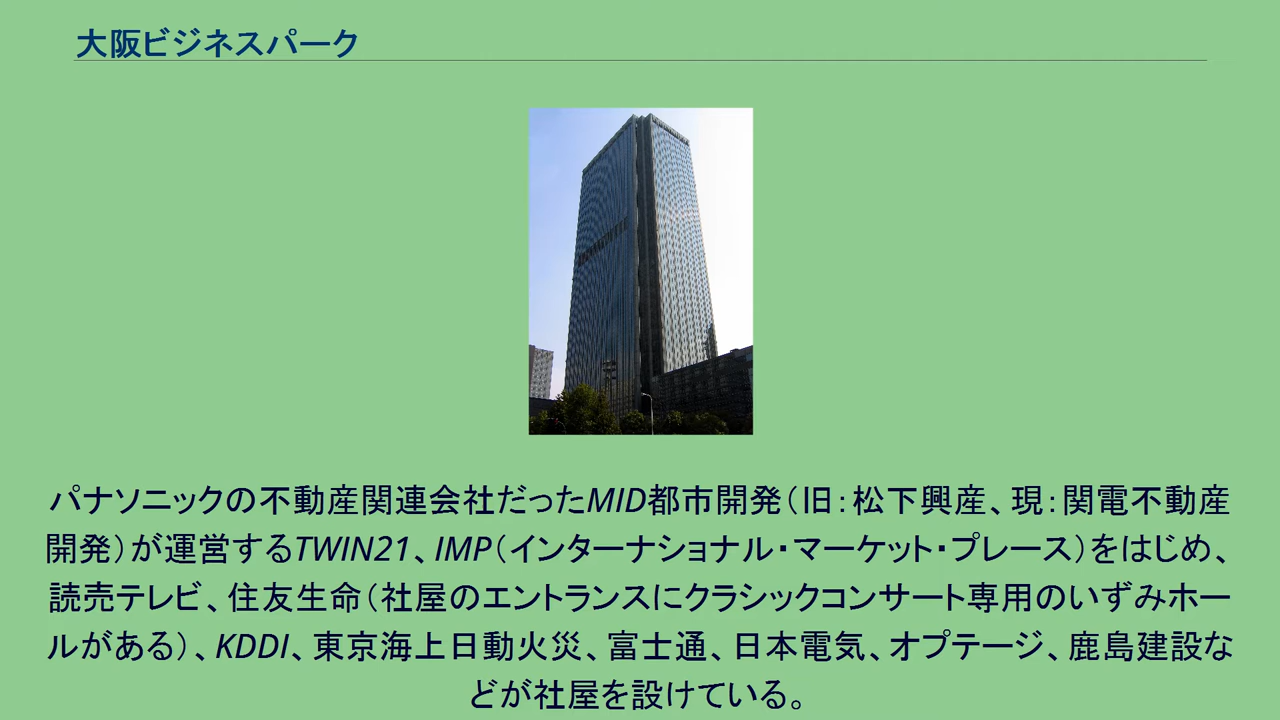 大阪ビジネスパーク
パナソニックの不動産関連会社だったMID都市開発（旧：松下興産、現：関電不動産
開発）が運営するTWIN21、IMP（インターナショナル・マーケット・プレース）をはじめ、
読売テレビ、住友生命（社屋のエントランスにクラシックコンサート専用のいずみホー
ルがある）、KDDI、東京海上日動火災、富士通、日本電気、オプテージ、鹿島建設な
どが社屋を設けている。